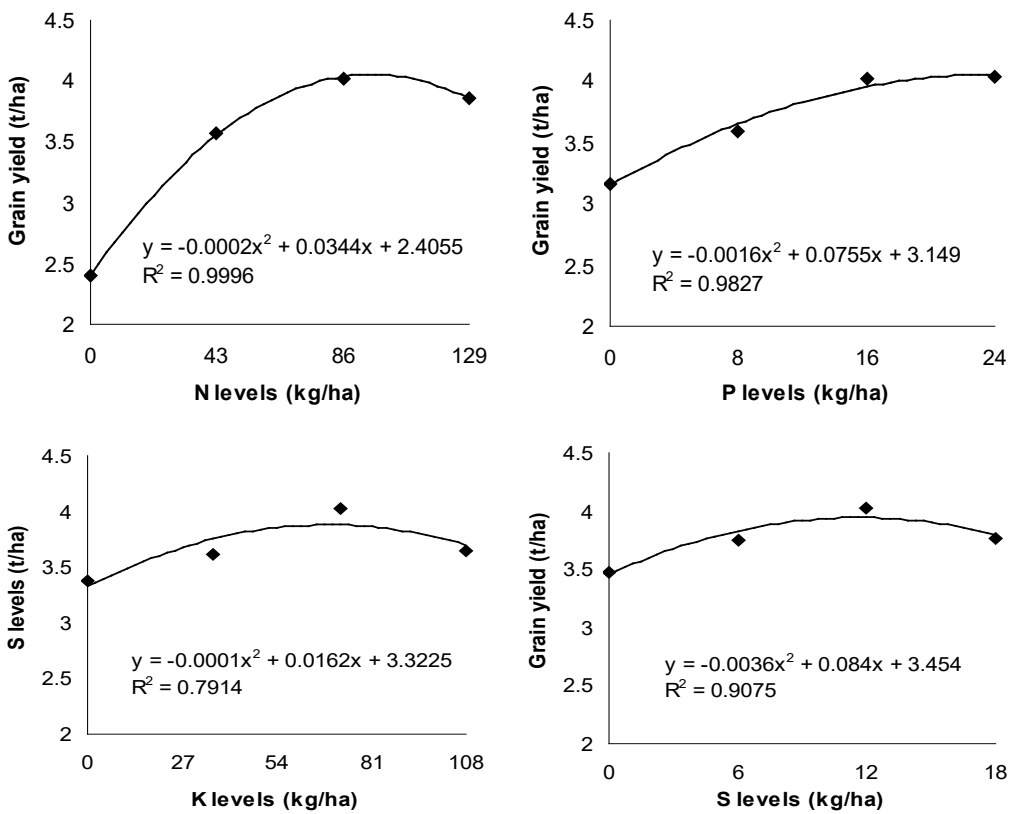 4.5
4
3.5
3
2.5
2
Grain yield (t/ha)
y = -0.0002x² + 0.0344x + 2.4055
R² = 0.9996
0 43 86 129
N levels (kg/ha)
4.5
4
3.5
3
2.5
2
Grain yield (t/ha)
y = -0.0016x² + 0.0755x + 3.149
R² = 0.9827
0 8 16 24
P levels (kg/ha)
4.5
4
3.5
3
2.5
2
S levels (t/ha)
y = -0.0001x² + 0.0162x + 3.3225
R² = 0.7914
0 27 54 81 108
K levels (kg/ha)
4.5
4
3.5
3
2.5
2
Grain yield (t/ha)
y = -0.0036x² + 0.084x + 3.454
R² = 0.9075
0 6 12 18
S levels (kg/ha)